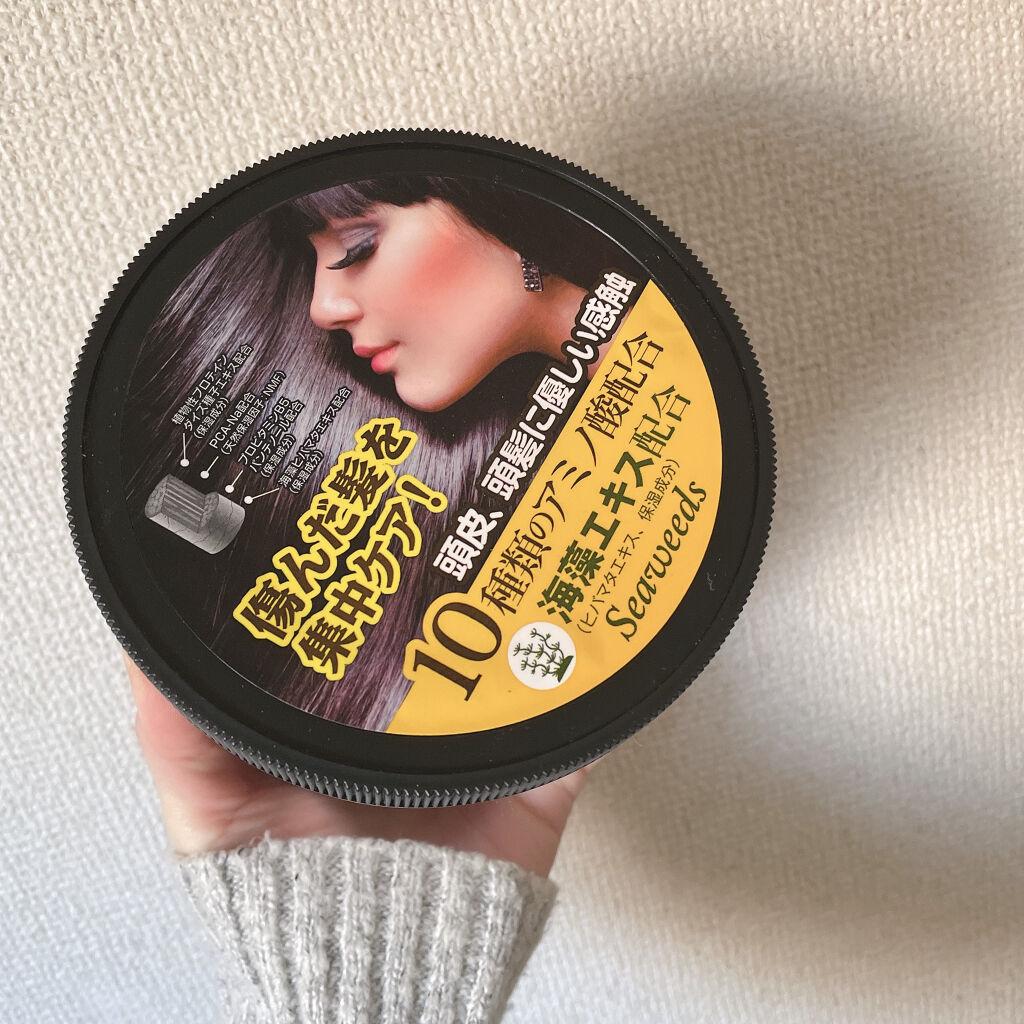 植物性プロテイン
ダイズ種子エキス配合
(保湿成分)
PCA-Na配合
(天然保湿因子:NMF)
プロビタミンB5
パンテノール配合
(保湿成分)
海藻ヒバマタエキス配合
(保湿成分)
傷んだ髪を
集中ケア!
頭皮、頭髪に優しい感触
10種類のアミノ酸配合
海藻エキス配合
(ヒバマタエキス、保湿成分)
Seaweeds